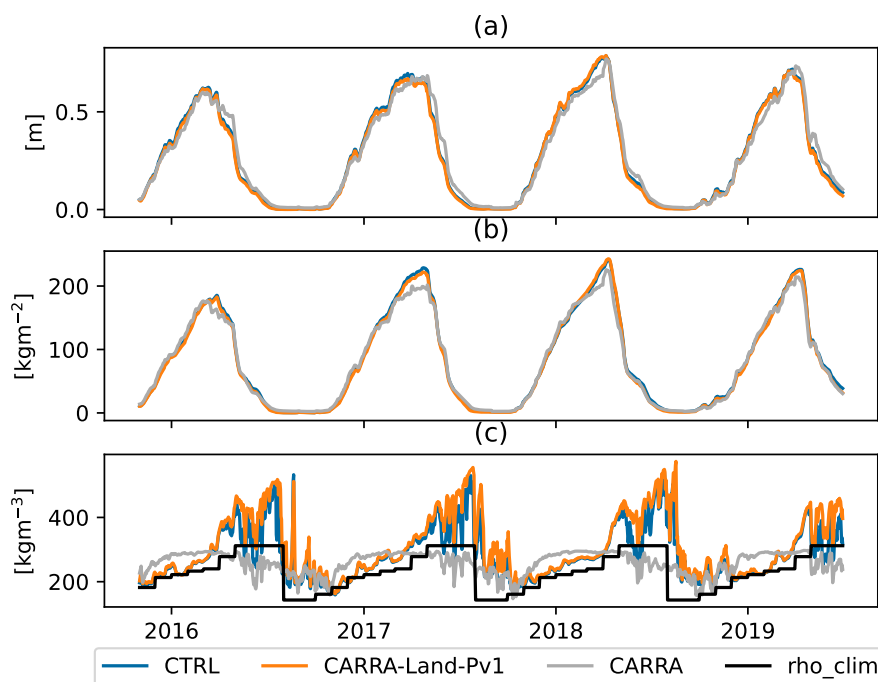 (a)
[m]
0.5
0.0
(b)
[kgm⁻²]
200
100
0
(c)
[kgm⁻³]
400
200
2016 2017 2018 2019
CTRL CARRA-Land-Pv1 CARRA rho_clim